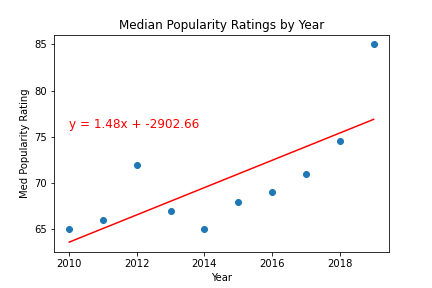 Median Popularity Ratings by Year
Med Popularity Rating
85
80
75
70
65
y = 1.48x + -2902.66
2010 2012 2014 2016 2018
Year